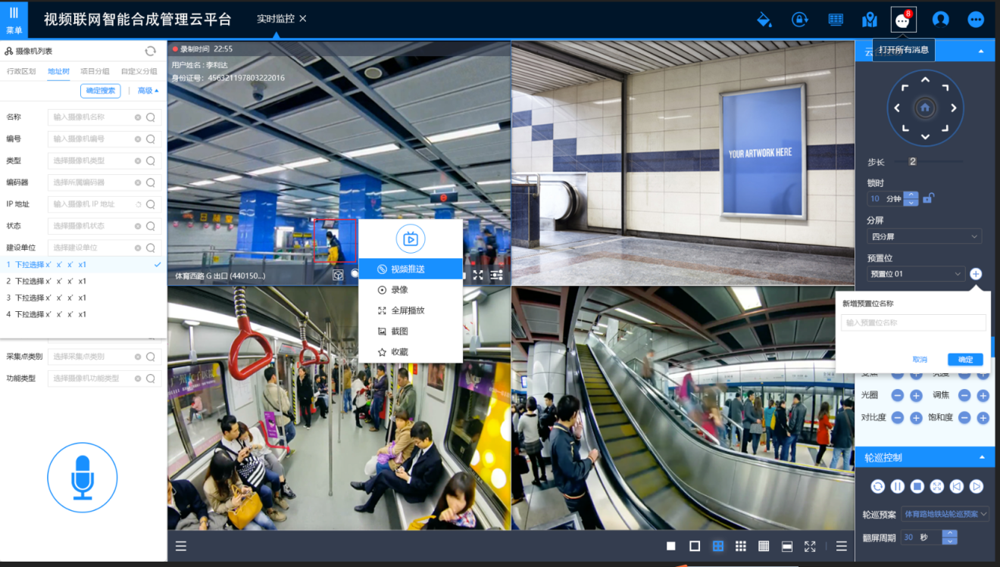 菜单
视频联网智能合成管理云平台
实时监控
8
打开所有消息
摄像机列表
行政区划 地址树 项目分组 自定义分组
确定搜索 高级
名称 输入摄像机名称
编号 输入摄像机编号
类型 选择摄像机类型
编码器 选择所属编码器
IP 地址 输入摄像机 IP 地址
状态 选择摄像机状态
建设单位 选择建设单位
1 下拉选择 x' x' x' x1
2 下拉选择 x' x' x' x1
3 下拉选择 x' x' x' x1
4 下拉选择 x' x' x' x1
采集点类别 选择采集点类别
功能类型 选择摄像机功能类型
录制时间 22:55
用户姓名：李利达
身份证号：456321197803222016
体育西路 G 出口 (440150...)
视频推送
录像
全屏播放
截图
收藏
YOUR ARTWORK HERE
步长 2
锁时
10 分钟
分屏
四分屏
预置位
预置位 01
新增预置位名称
输入预置位名称
取消 确定
光圈 调焦
对比度 饱和度
轮巡控制
轮巡预案 体育路地铁站轮巡预案
翻屏周期 30 秒